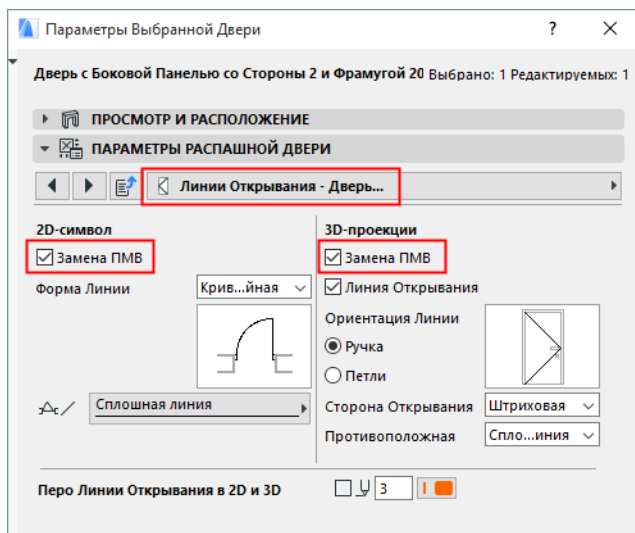 Параметры Выбранной Двери ?
Дверь с Боковой Панелью со Стороны 2 и Фрамугой 20 Выбрано: 1 Редактируемых: 1
ПРОСМОТР И РАСПОЛОЖЕНИЕ
ПАРАМЕТРЫ РАСПАШНОЙ ДВЕРИ
Линии Открывания - Дверь...
2D-символ
Замена ПМВ
Форма Линии Крив...йная
Сплошная линия
3D-проекции
Замена ПМВ
Линия Открывания
Ориентация Линии
Ручка
Петли
Сторона Открывания Штриховая
Противоположная Спло...иния
Перо Линии Открывания в 2D и 3D 3